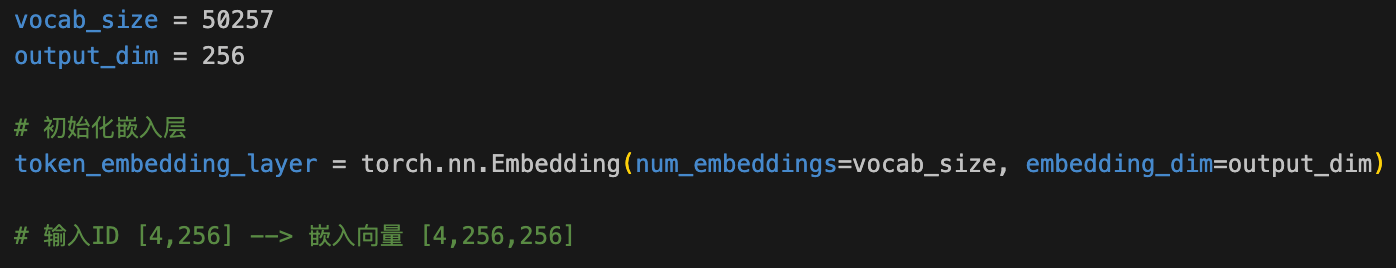 vocab_size = 50257
output_dim = 256
# 初始化嵌入层
token_embedding_layer = torch.nn.Embedding(num_embeddings=vocab_size, embedding_dim=output_dim)
# 输入ID [4,256] --> 嵌入向量 [4,256,256]